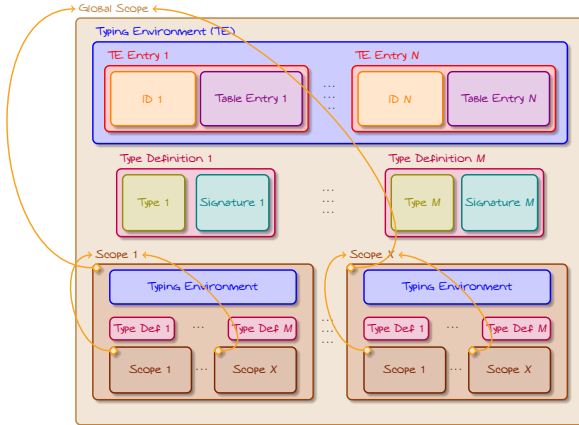 Global Scope
Typing Environment (TE)
TE Entry 1
TE Entry N
ID 1
Table Entry 1
...
...
...
ID N
Table Entry N
Type Definition 1
Type Definition M
Type 1
Signature 1
...
...
...
Type M
Signature M
Scope 1
Scope X
Typing Environment
Typing Environment
Type Def 1
...
Type Def M
...
...
...
Type Def 1
...
Type Def M
Scope 1
...
Scope X
Scope 1
...
Scope X